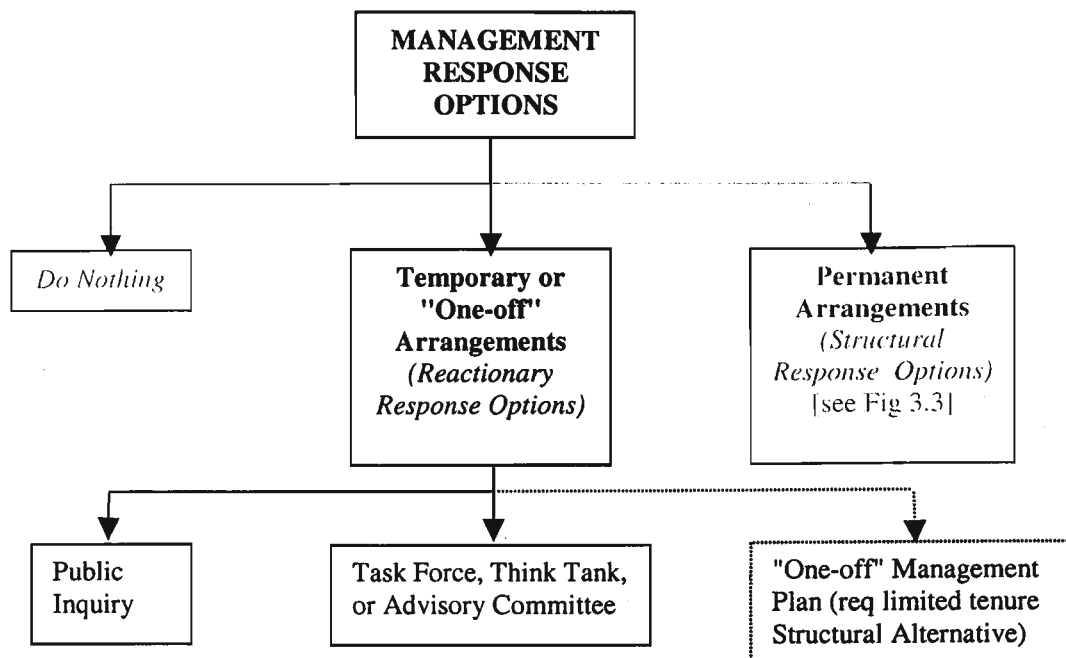 MANAGEMENT
RESPONSE
OPTIONS
Do Nothing
Temporary or
"One-off"
Arrangements
(Reactionary
Response Options)
Permanent
Arrangements
(Structural
Response Options)
[see Fig 3.3]
Public
Inquiry
Task Force, Think Tank,
or Advisory Committee
"One-off" Management
Plan (req limited tenure
Structural Alternative)